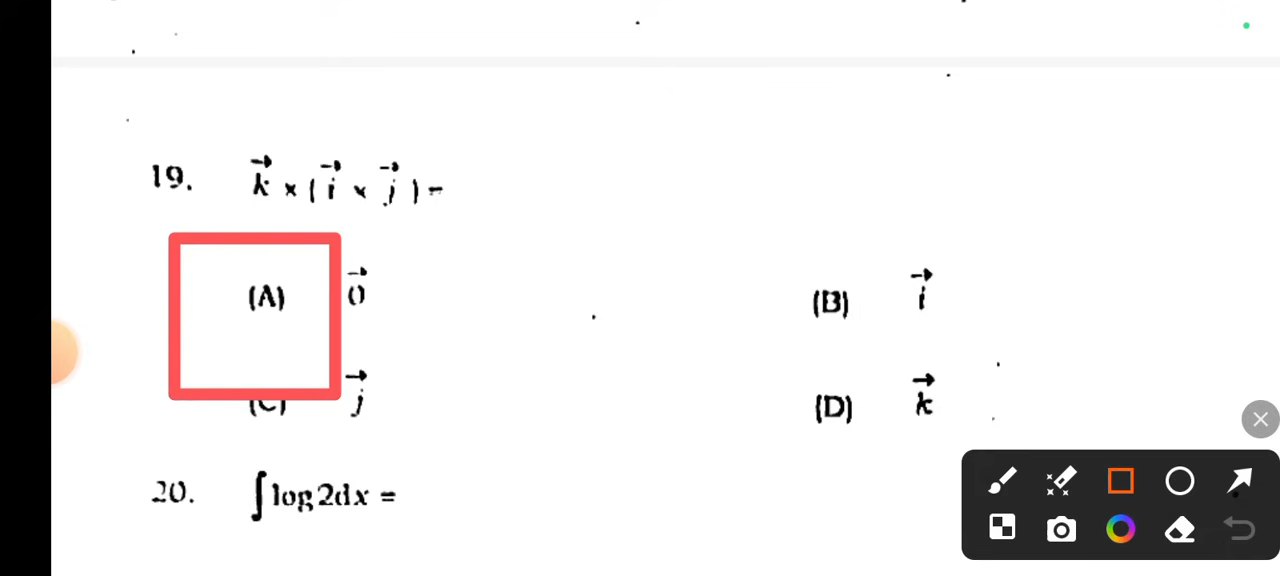 19. →k × (→i × →j) =
(A) →0 (B) →i
(C) →j (D) →k
20. ∫log 2dx =